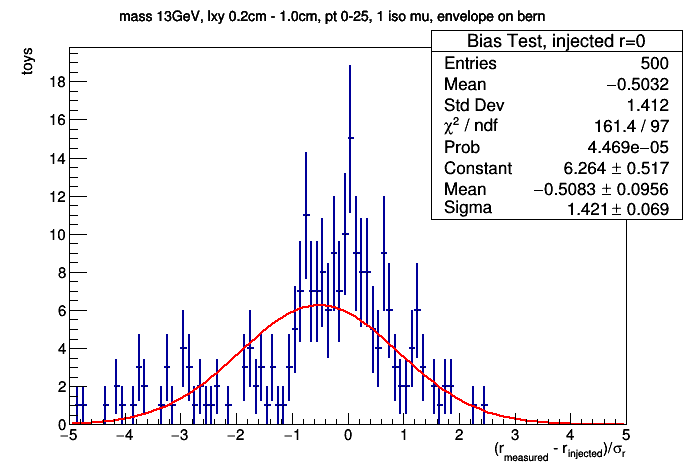 mass 13GeV, lxy 0.2cm - 1.0cm, pt 0-25, 1 iso mu, envelope on bern
Bias Test, injected r=0
Entries 500
Mean −0.5032
Std Dev 1.412
χ² / ndf 161.4 / 97
Prob 4.469e−05
Constant 6.264 ± 0.517
Mean −0.5083 ± 0.0956
Sigma 1.421 ± 0.069
toys
18
16
14
12
10
8
6
4
2
0
−5 −4 −3 −2 −1 0 1 2 3 4 5
(r_measured - r_injected)/σ_r